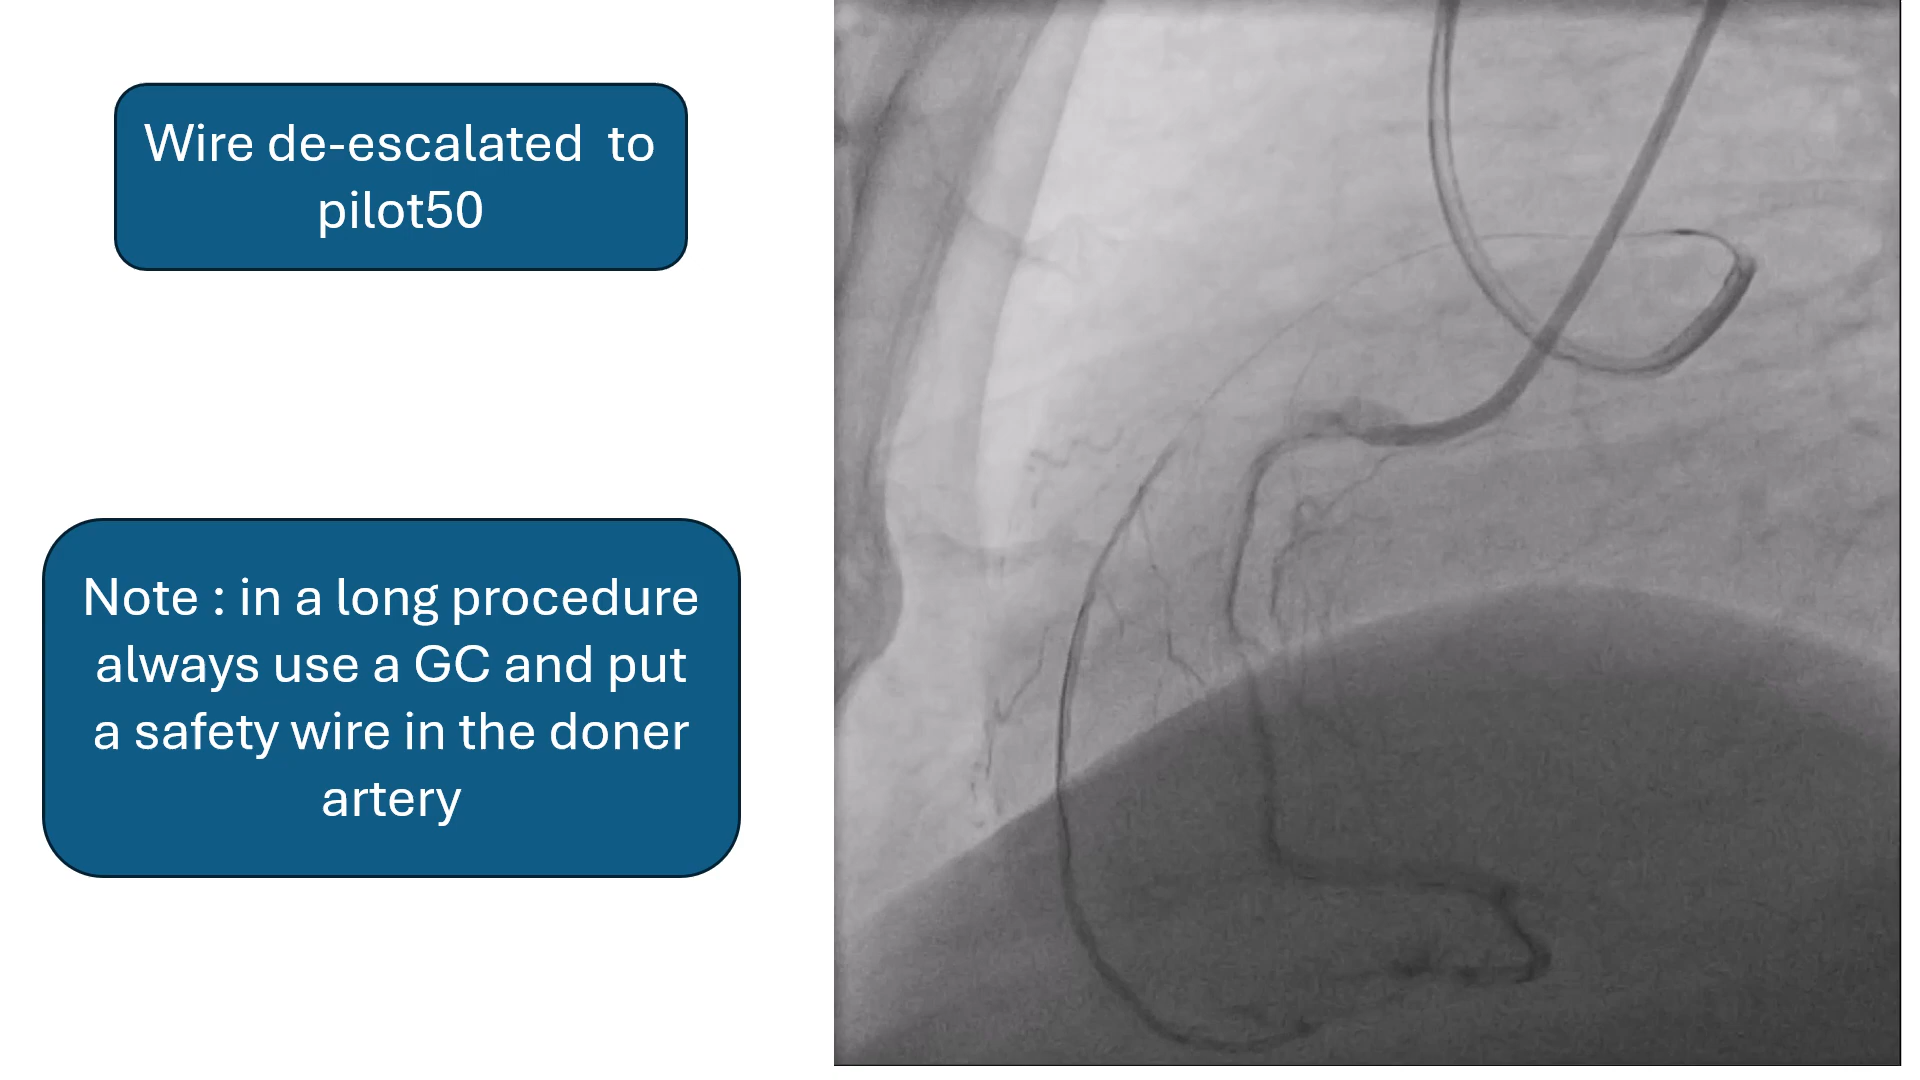 Wire de-escalated  to
pilot50
Note : in a long procedure
always use a GC and put
a safety wire in the doner
artery